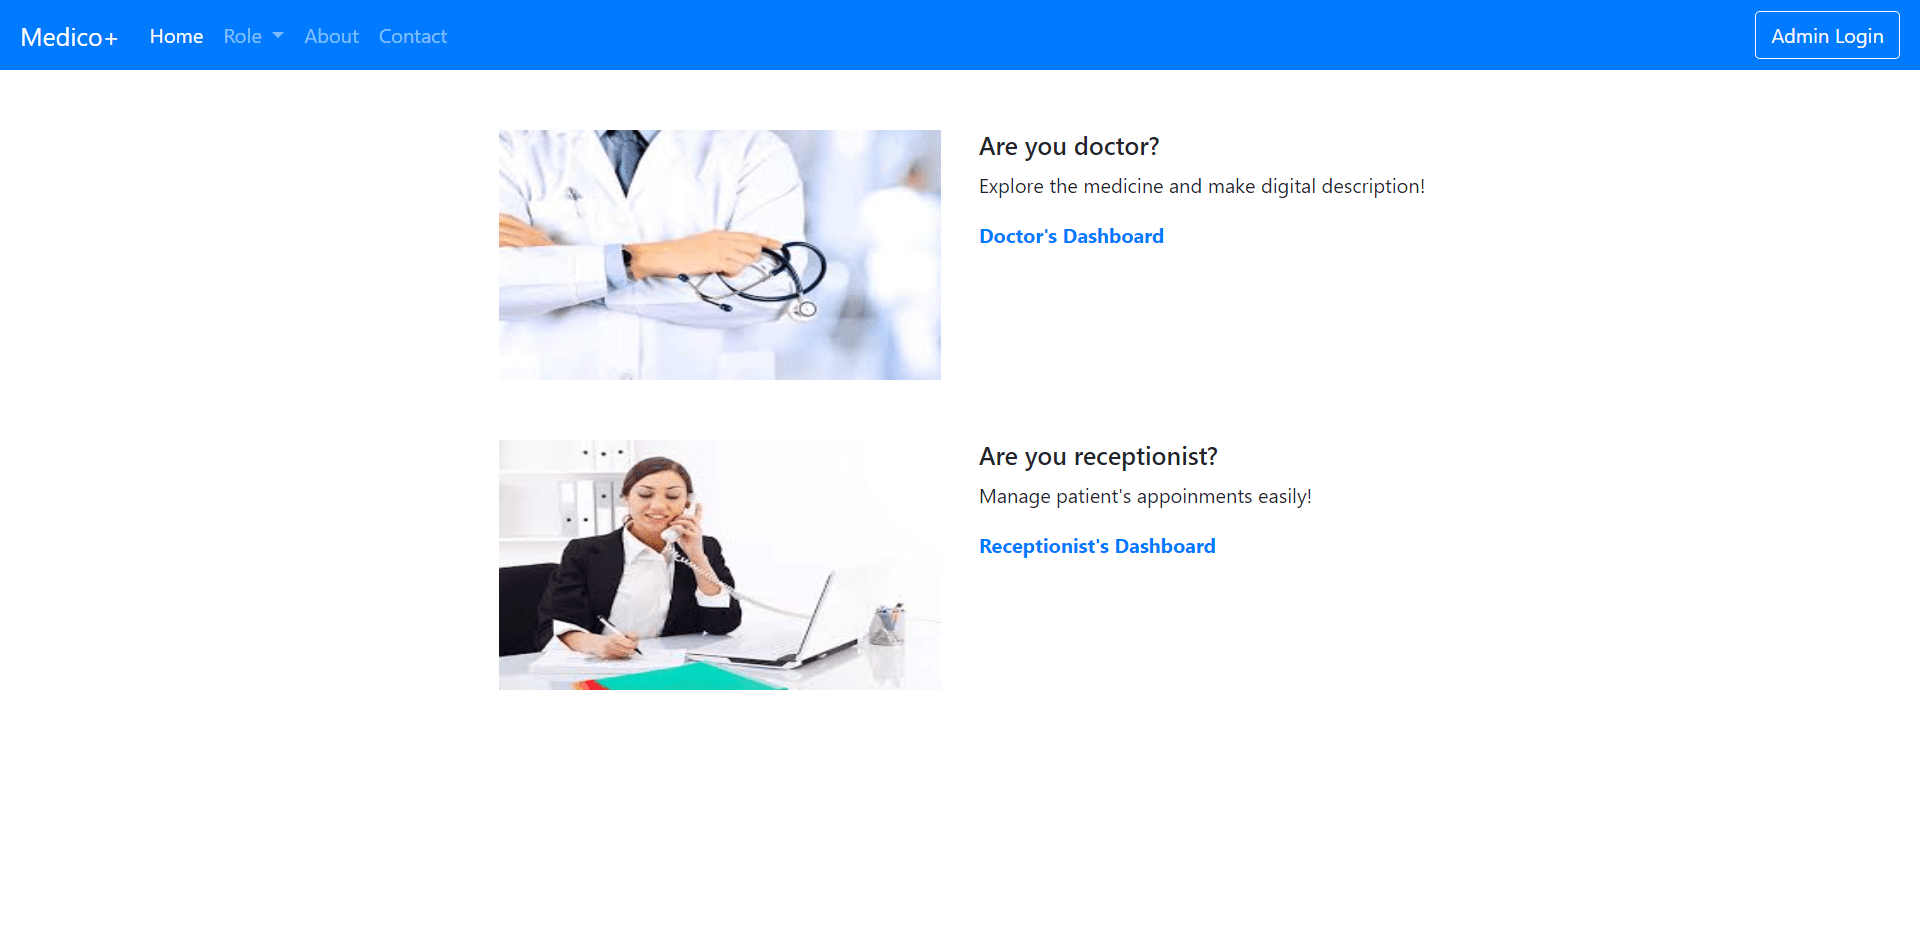 Medico+ Home Role About Contact Admin Login
Are you doctor?
Explore the medicine and make digital description!
Doctor's Dashboard
Are you receptionist?
Manage patient's appoinments easily!
Receptionist's Dashboard